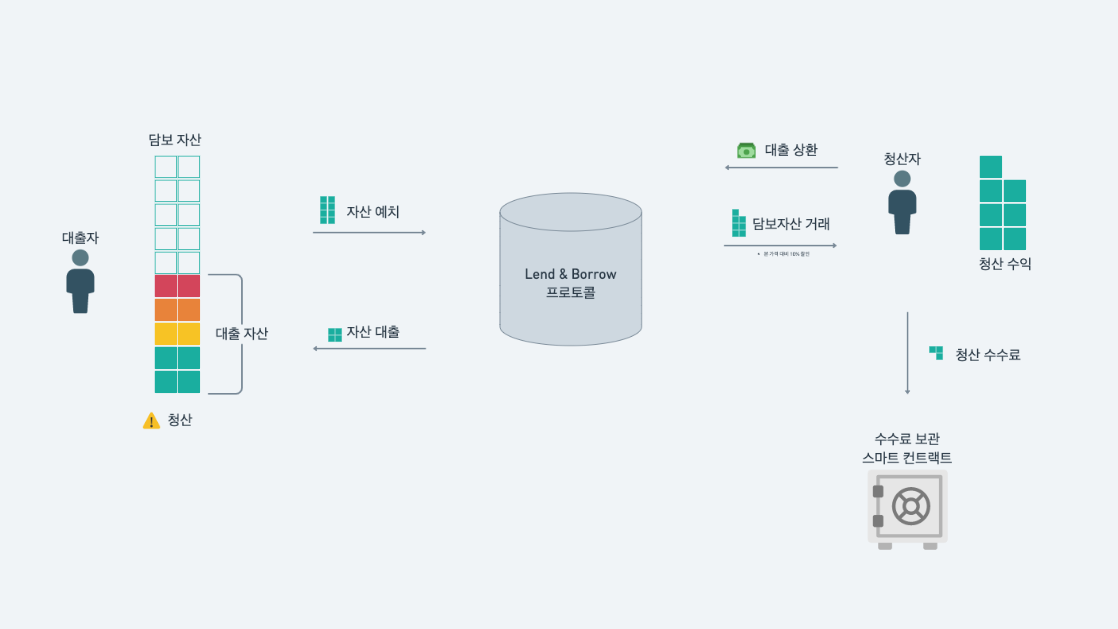 담보 자산
대출자
대출 자산
청산
자산 예치
자산 대출
Lend & Borrow
프로토콜
대출 상환
담보자산 거래
청산자
청산 수익
청산 수수료
수수료 보관
스마트 컨트랙트